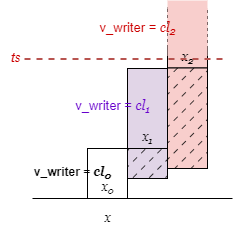 v_writer = cl₂
ts
x₂
v_writer = cl₁
x₁
v_writer = cl₀
x₀
x